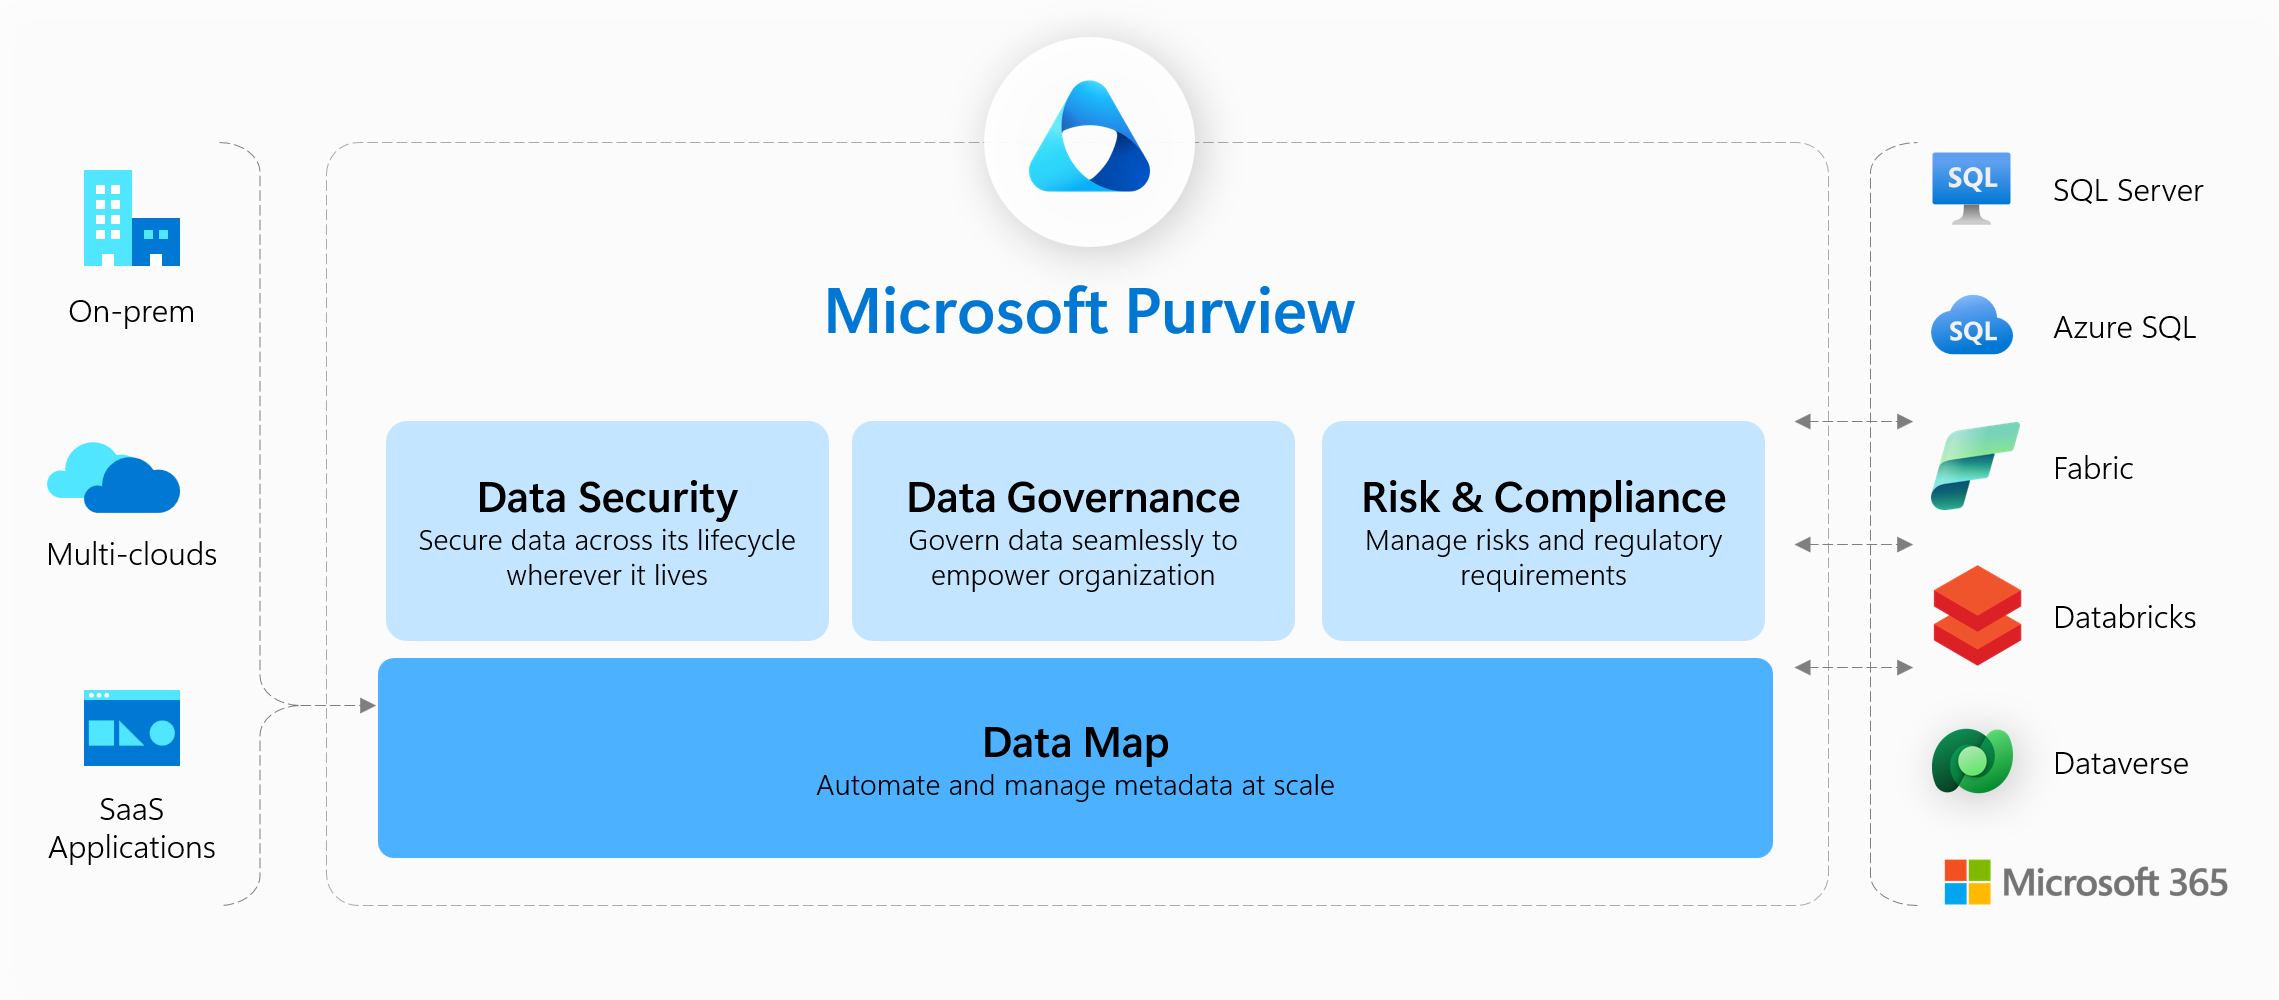 On-prem
Multi-clouds
SaaS
Applications
Microsoft Purview
Data Security
Secure data across its lifecycle
wherever it lives
Data Governance
Govern data seamlessly to
empower organization
Risk & Compliance
Manage risks and regulatory
requirements
Data Map
Automate and manage metadata at scale
SQL
SQL Server
SQL
Azure SQL
Fabric
Databricks
Dataverse
Microsoft 365